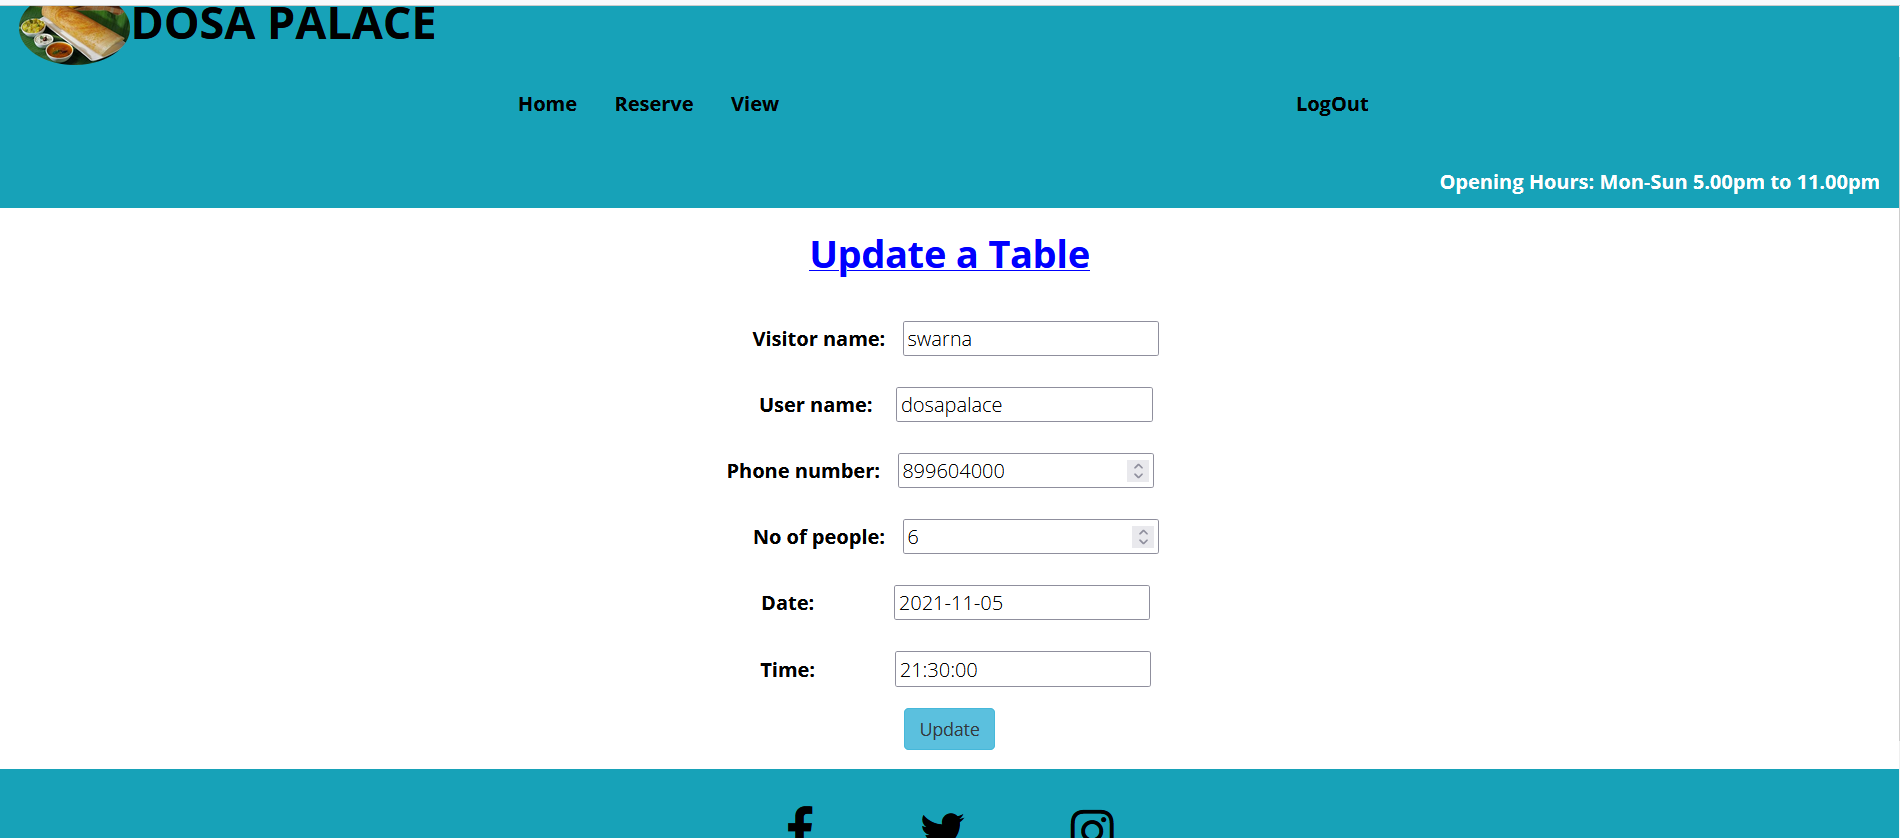 DOSA PALACE
Home Reserve View LogOut
Opening Hours: Mon-Sun 5.00pm to 11.00pm
Update a Table
Visitor name: swarna
User name: dosapalace
Phone number: 899604000
No of people: 6
Date: 2021-11-05
Time: 21:30:00
Update